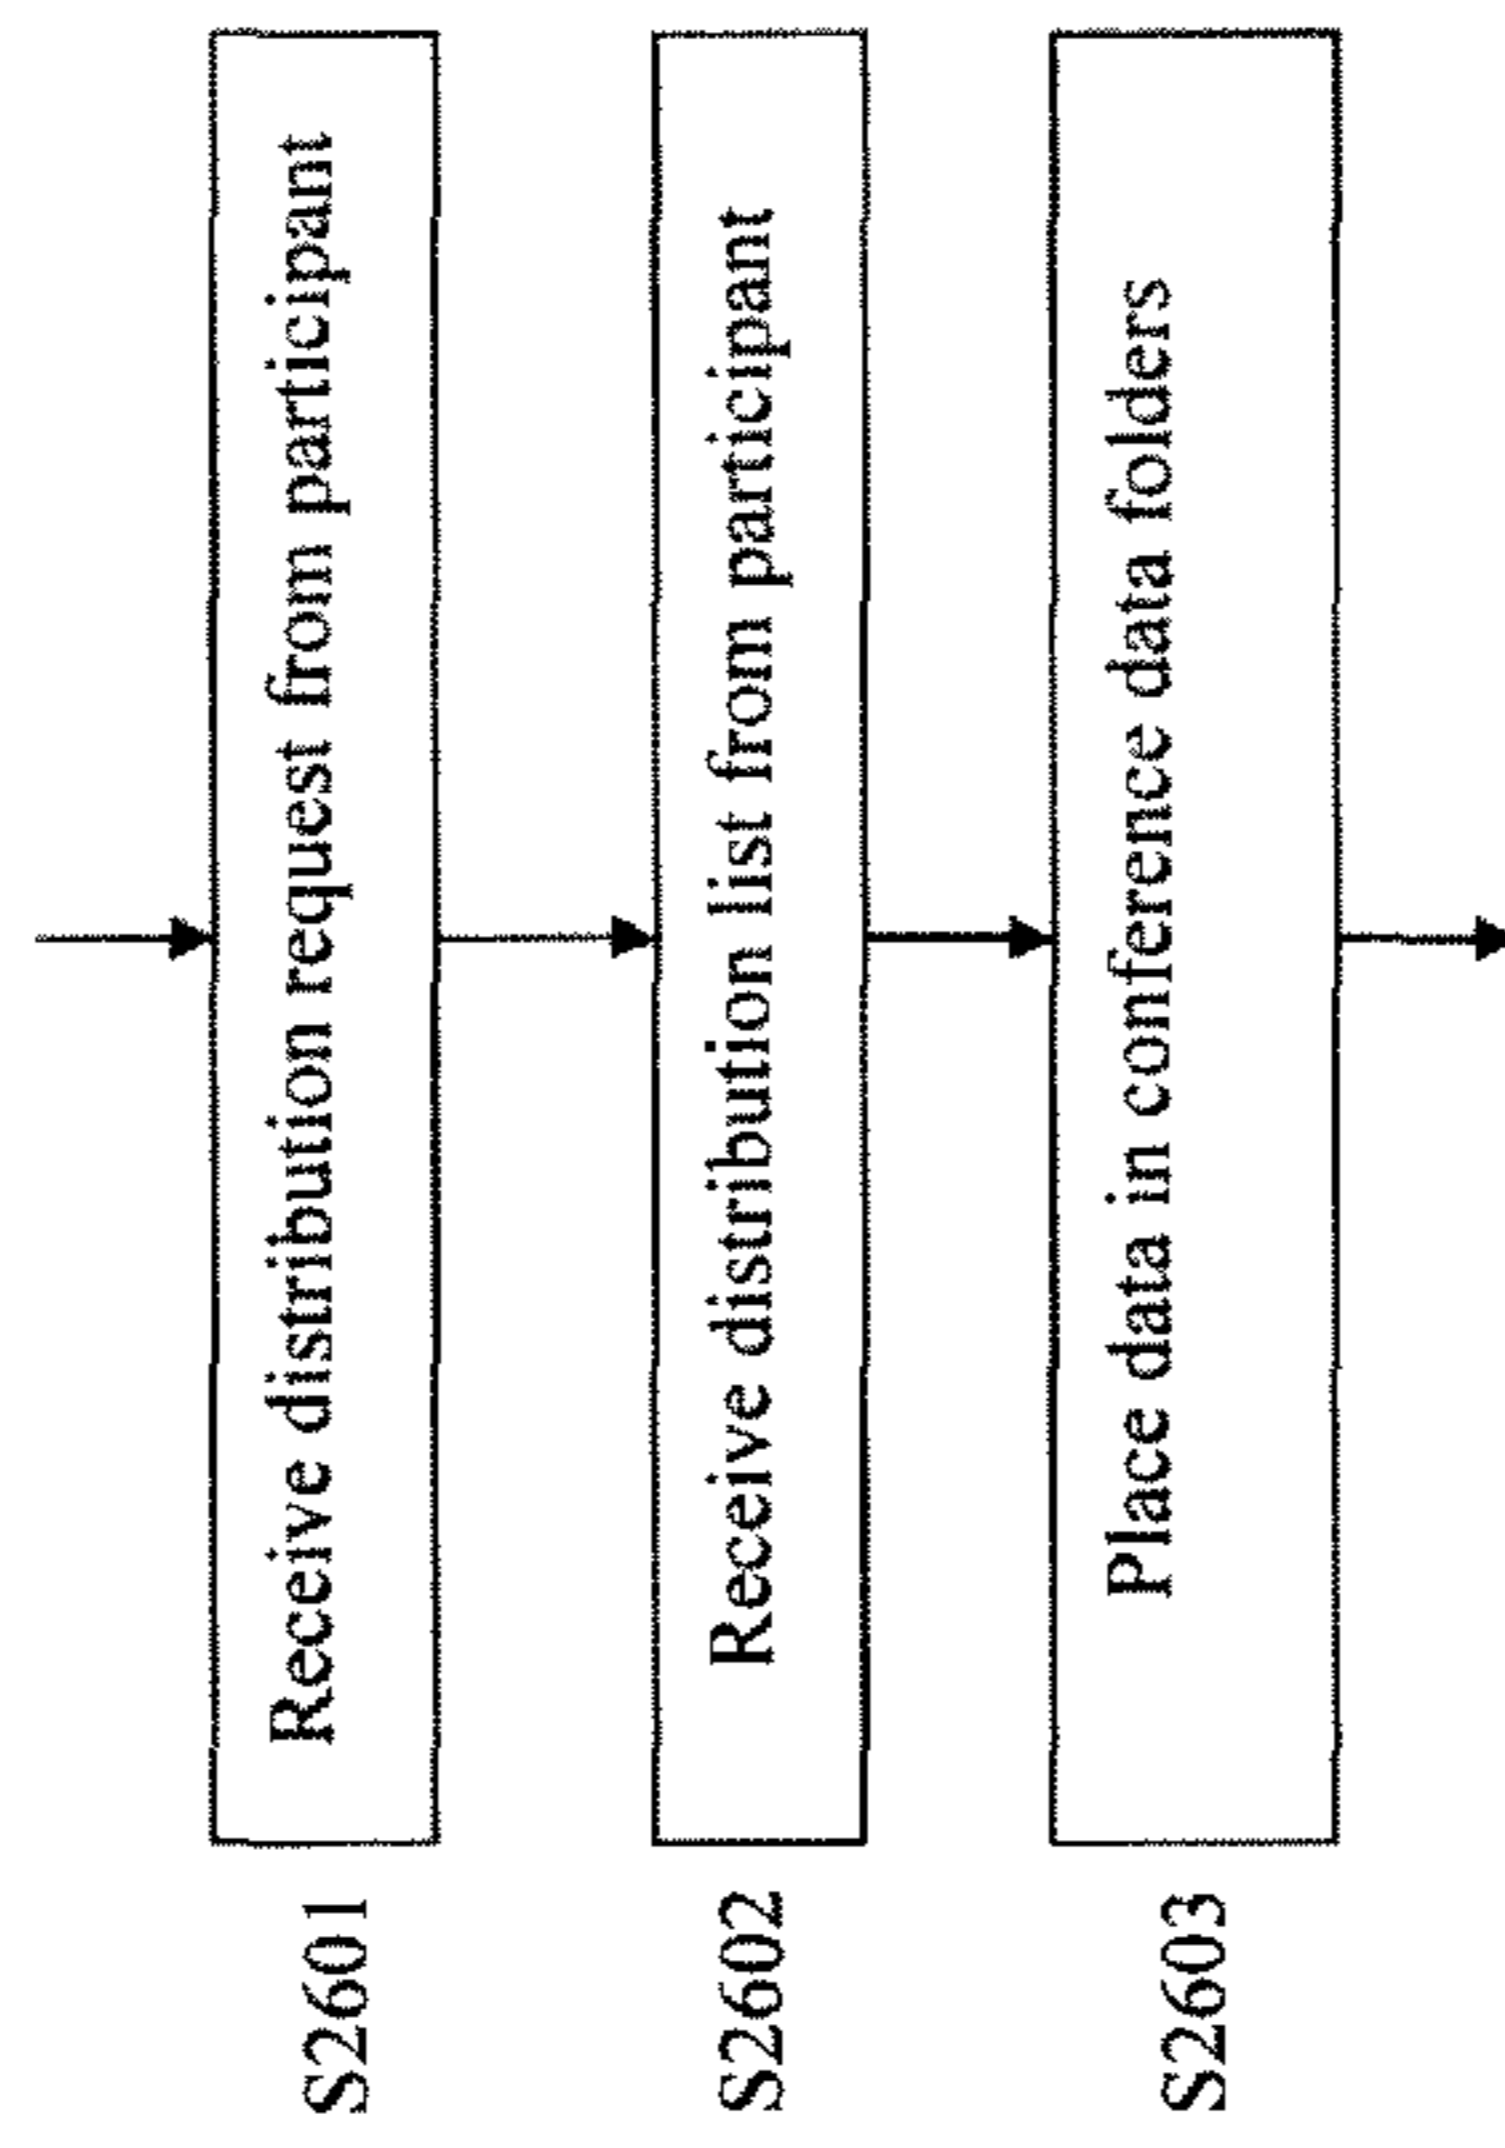 S2601
Receive distribution request from participant
S2602
Receive distribution list from participant
S2603
Place data in conference data folders